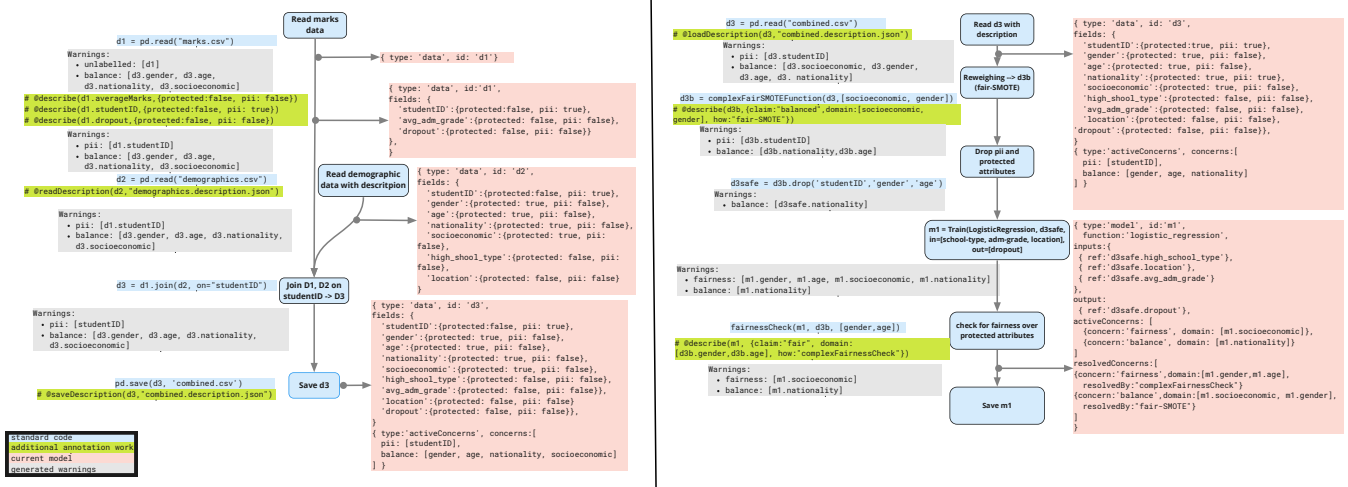 Read marks
data
d1 = pd.read("marks.csv")
Warnings:
• unlabelled: [d1]
• balance: [d3.gender, d3.age,
d3.nationality, d3.socioeconomic]
{ type: 'data', id: 'd1'}
# @describe(d1.averageMarks,{protected:false, pii: false})
# @describe(d1.studentID,{protected:false, pii: true})
# @describe(d1.dropout,{protected:false, pii: false})
{ type: 'data', id:'d1',
fields: {
'studentID':{protected:false, pii: true},
'avg_adm_grade':{protected:false, pii: false},
'dropout':{protected:false, pii: false}}
},
}
Warnings:
• pii: [d1.studentID]
• balance: [d3.gender, d3.age,
d3.nationality, d3.socioeconomic]
d2 = pd.read("demographics.csv")
# @readDescription(d2,"demographics.description.json")
Read demographic
data with descritpion
{ type: 'data', id: 'd2',
fields: {
'studentID':{protected:false, pii: true},
'gender':{protected: true, pii: false},
'age':{protected: true, pii: false},
'nationality':{protected: true, pii: false},
'socioeconomic':{protected: true, pii:
false},
'high_school_type':{protected: false, pii:
false},
'location':{protected: false, pii: false}}
}
Warnings:
• pii: [d1.studentID]
• balance: [d3.gender, d3.age, d3.nationality,
d3.socioeconomic]
d3 = d1.join(d2, on="studentID")
Join D1, D2 on
studentID -> D3
Warnings:
• pii: [studentID]
• balance: [d3.gender, d3.age, d3.nationality,
d3.socioeconomic]
{ type: 'data', id: 'd3',
fields: {
'studentID':{protected:false, pii: true},
'gender':{protected: true, pii: false},
'age':{protected: true, pii: false},
'nationality':{protected: true, pii: false},
'socioeconomic':{protected: true, pii: false},
'high_school_type':{protected: false, pii: false},
'avg_adm_grade':{protected: false, pii: false}},
'location':{protected: false, pii: false}
'dropout':{protected: false, pii: false}},
}
{ type:'activeConcerns', concerns:[
pii: [studentID],
balance: [gender, age, nationality, socioeconomic]
] }
pd.save(d3, 'combined.csv')
# @saveDescription(d3,"combined.description.json")
Save d3
standard code
additional annotation work
current model
generated warnings
d3 = pd.read("combined.csv")
# @loadDescription(d3,"combined.description.json")
Warnings:
• pii: [d3.studentID]
• balance: [d3.socioeconomic, d3.gender,
d3.age, d3. nationality]
Read d3 with
description
{ type: 'data', id: 'd3',
fields: {
'studentID':{protected:false, pii: true},
'gender':{protected: true, pii: false},
'age':{protected: true, pii: false},
'nationality':{protected: true, pii: false},
'socioeconomic':{protected: true, pii: false},
'high_shool_type':{protected: false, pii: false},
'avg_adm_grade':{protected: false, pii: false},
'location':{protected: false, pii: false}
'dropout':{protected: false, pii: false}},
}
{ type:'activeConcerns', concerns:[
pii: [studentID],
balance: [gender, age, nationality]
] }
Reweighing --> d3b
(fair-SMOTE)
d3b = complexFairSMOTEFunction(d3,[socioeconomic, gender])
# @describe(d3b,{claim:"balanced",domain:[socioeconomic,
gender], how:"fair-SMOTE"})
Warnings:
• pii: [d3b.studentID]
• balance: [d3b.nationality,d3b.age]
Drop pii and
protected
attributes
d3safe = d3b.drop('studentID','gender','age')
Warnings:
• balance: [d3safe.nationality]
m1 = Train(LogisticRegression, d3safe,
in=[school-type, adm-grade, location],
out=[dropout]
Warnings:
• fairness: [m1.gender, m1.age, m1.socioeconomic, m1.nationality]
• balance: [m1.nationality]
{ type:'model', id:'m1',
function:'logistic_regression',
inputs:{
{ ref:'d3safe.high_school_type'},
{ ref:'d3safe.location'},
{ ref:'d3safe.avg_adm_grade'}
},
output:
{ ref:'d3safe.dropout'},
activeConcerns: [
{concern:'fairness', domain: [m1.socioeconomic]},
{concern:'balance', domain: [m1.nationality]}
]
resolvedConcerns:[
{concern:'fairness',domain:[m1.gender,m1.age],
resolvedBy:"complexFairnessCheck"}
{concern:'balance',domain:[m1.socioeconomic, m1.gender],
resolvedBy:"fair-SMOTE"}
]
}
fairnessCheck(m1, d3b, [gender,age])
# @describe(m1, {claim:"fair", domain:
[d3b.gender,d3b.age], how:"complexFairnessCheck"})
check for fairness over
protected attributes
Warnings:
• fairness: [m1.socioeconomic]
• balance: [m1.nationality]
Save m1